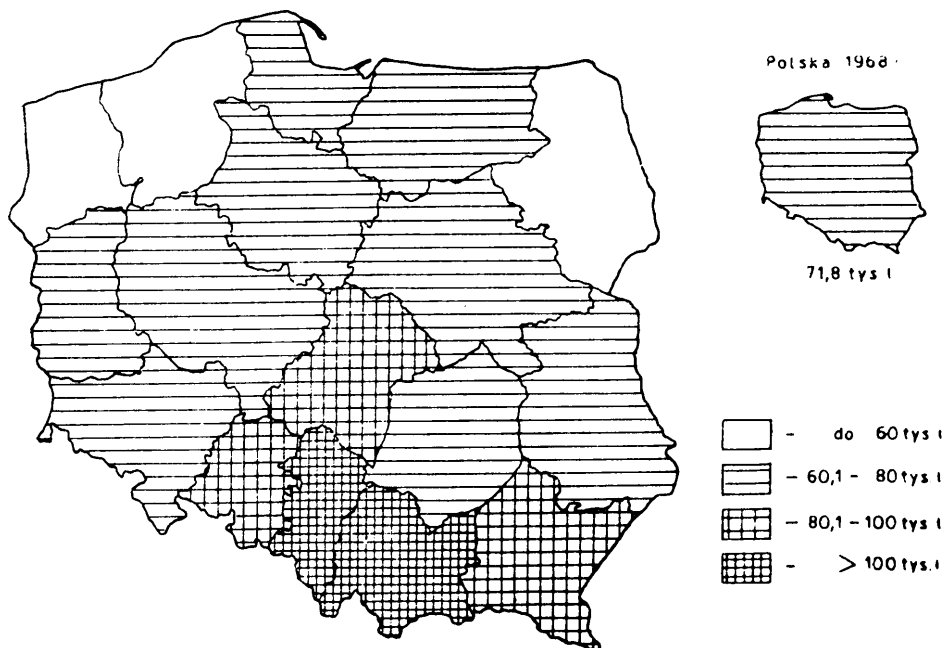 Polska 1968
71,8 tys l
- do 60 tys l
- 60,1 - 80 tys l
- 80,1 - 100 tys l
- > 100 tys. l